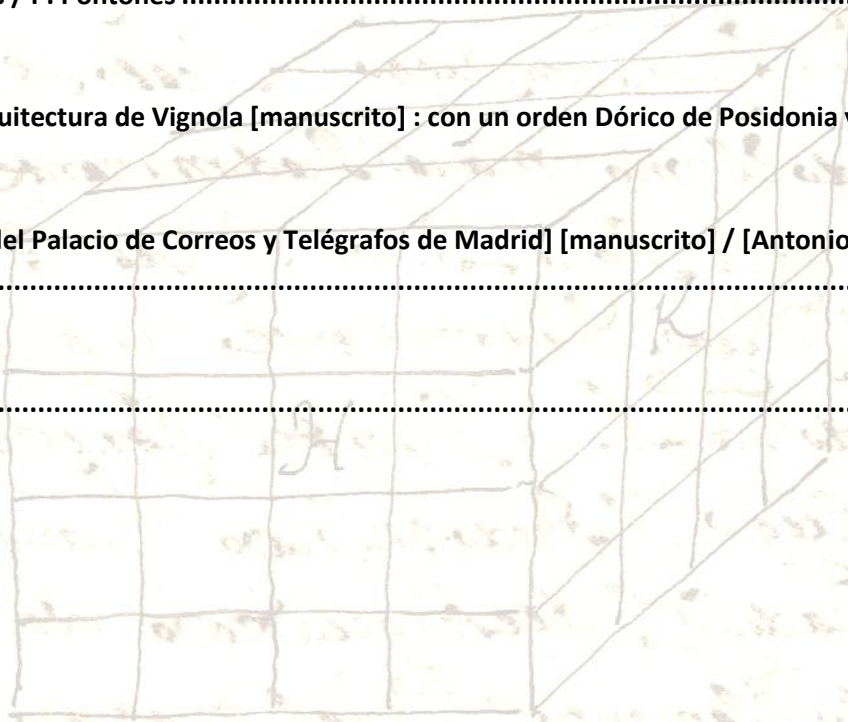 Pontones ........................................................................................................
uitectura de Vignola [manuscrito] : con un orden Dórico de Posidonia
del Palacio de Correos y Telégrafos de Madrid] [manuscrito] / [Antonio
........................................................................................................................
........................................................................................................................
H
K